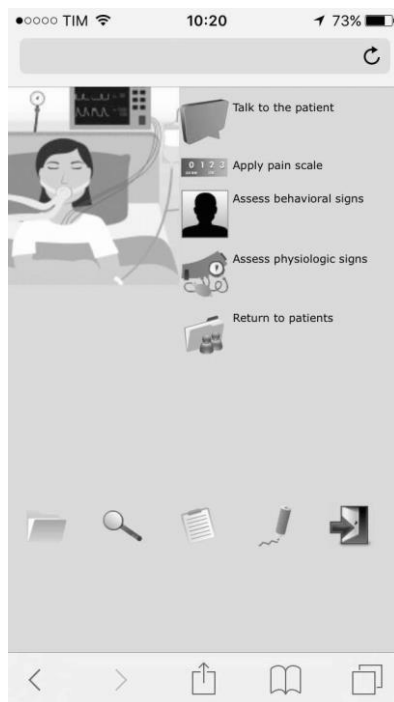 TIM 10:20 73%
Talk to the patient
0 1 2 3
Apply pain scale
Assess behavioral signs
Assess physiologic signs
Return to patients